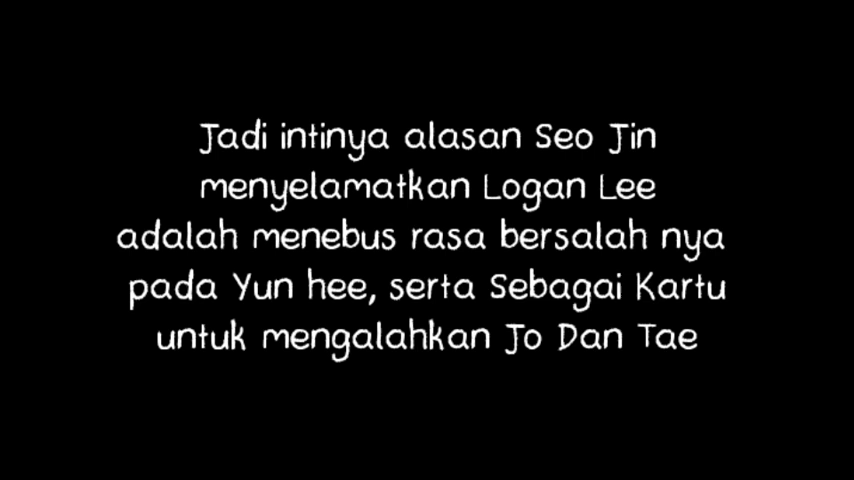 Jadi intinya alasan Seo Jin
menyelamatkan Logan Lee
adalah menebus rasa bersalah nya
pada Yun hee, serta Sebagai Kartu
untuk mengalahkan Jo Dan Tae